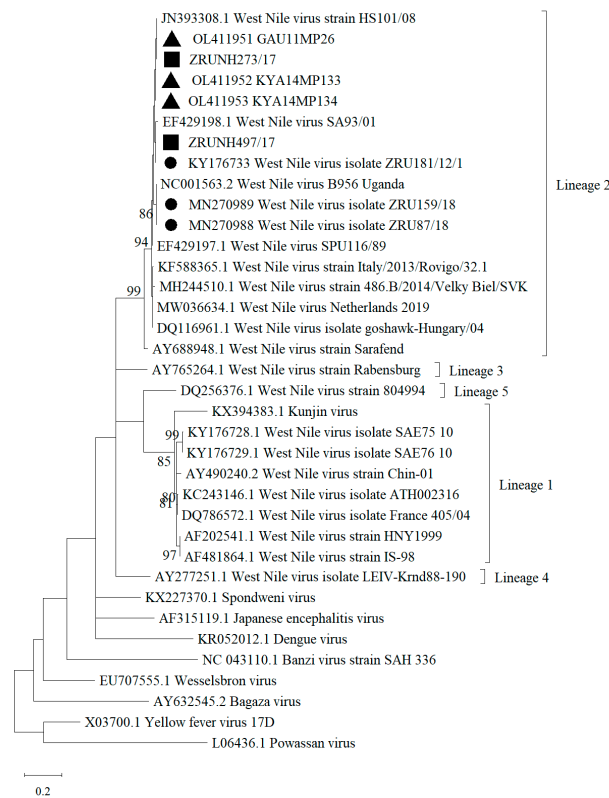 JN393308.1 West Nile virus strain HS101/08
OL411951 GAU11MP26
ZRUNH273/17
OL411952 KYA14MP133
OL411953 KYA14MP134
EF429198.1 West Nile virus SA93/01
ZRUNH497/17
KY176733 West Nile virus isolate ZRU181/12/1
NC001563.2 West Nile virus B956 Uganda
Lineage 2
MN270989 West Nile virus isolate ZRU159/18
86
MN270988 West Nile virus isolate ZRU87/18
94
EF429197.1 West Nile virus SPU116/89
KF588365.1 West Nile virus strain Italy/2013/Rovigo/32.1
99
MH244510.1 West Nile virus strain 486.B/2014/Velky Biel/SVK
MW036634.1 West Nile virus Netherlands 2019
DQ116961.1 West Nile virus isolate goshawk-Hungary/04
AY688948.1 West Nile virus strain Sarafend
AY765264.1 West Nile virus strain Rabensburg
Lineage 3
DQ256376.1 West Nile virus strain 804994
Lineage 5
KX394383.1 Kunjin virus
99
KY176728.1 West Nile virus isolate SAE75 10
KY176729.1 West Nile virus isolate SAE76 10
85
AY490240.2 West Nile virus strain Chin-01
Lineage 1
80
KC243146.1 West Nile virus isolate ATH002316
81
DQ786572.1 West Nile virus isolate France 405/04
AF202541.1 West Nile virus strain HNY1999
97
AF481864.1 West Nile virus strain IS-98
AY277251.1 West Nile virus isolate LEIV-Krnd88-190
Lineage 4
KX227370.1 Spondweni virus
AF315119.1 Japanese encephalitis virus
KR052012.1 Dengue virus
NC 043110.1 Banzi virus strain SAH 336
EU707555.1 Wesselsbron virus
AY632545.2 Bagaza virus
X03700.1 Yellow fever virus 17D
L06436.1 Powassan virus
0.2